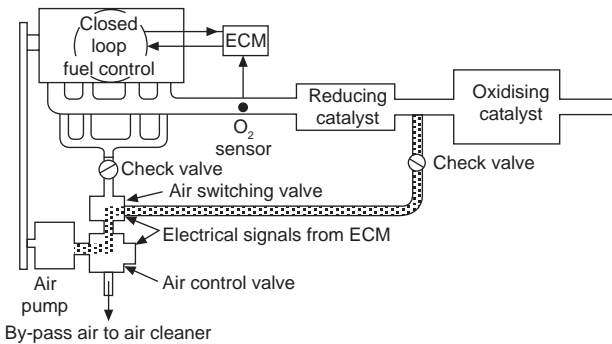 Closed
loop
fuel control
ECM
Reducing
catalyst
Oxidising
catalyst
O2
sensor
Check valve
Check valve
Air switching valve
Electrical signals from ECM
Air
pump
Air control valve
By-pass air to air cleaner